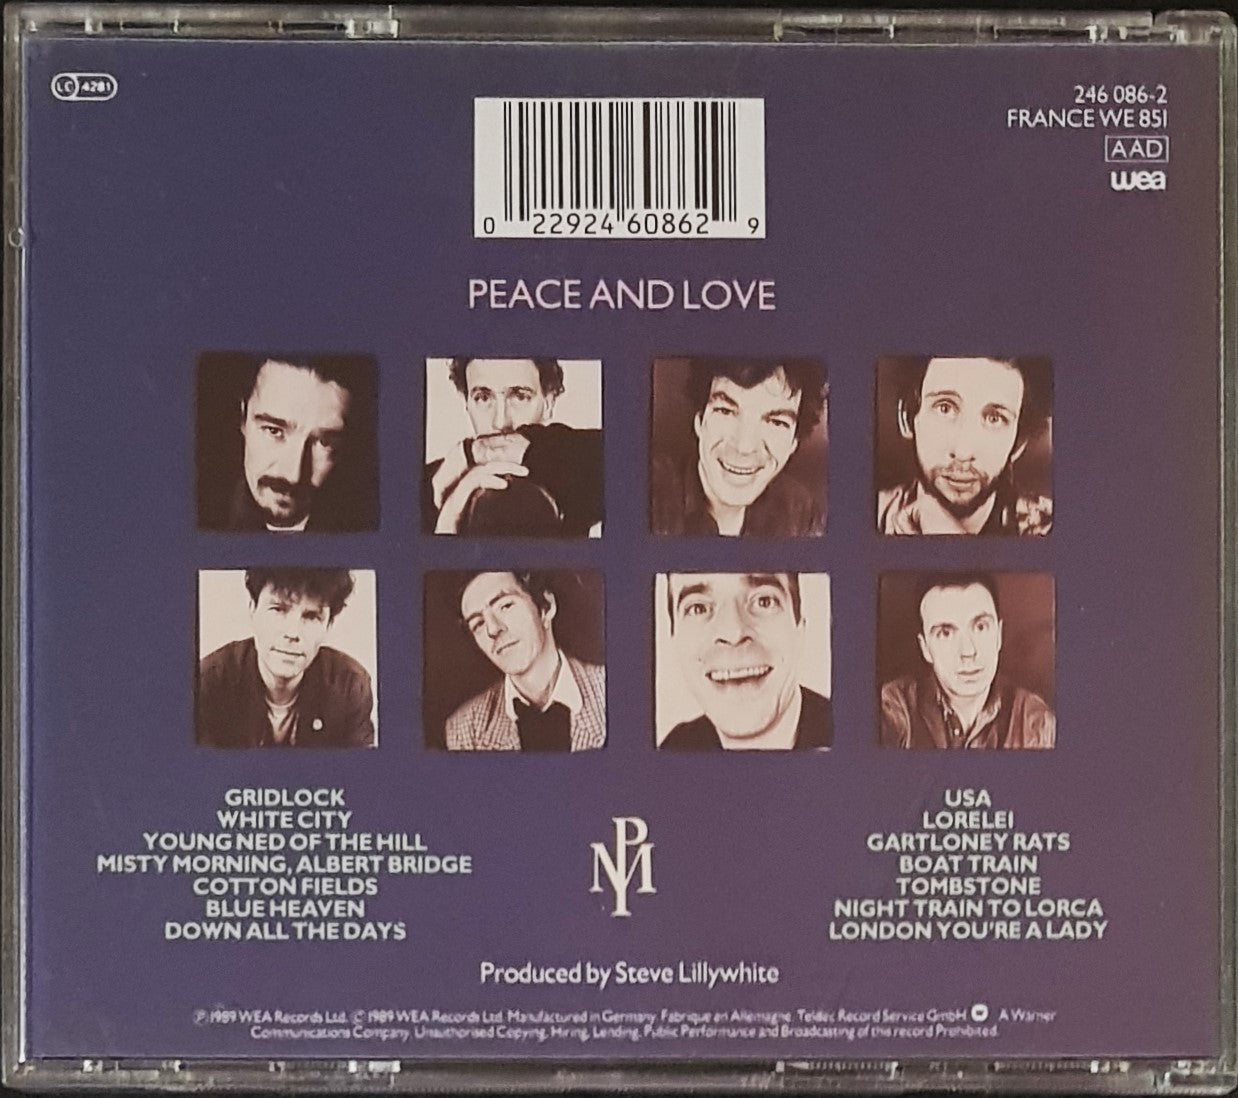 LC 4281
246 086-2
FRANCE WE 851
AAD
wea
0 22924 60862 9
PEACE AND LOVE
GRIDLOCK
WHITE CITY
YOUNG NED OF THE HILL
MISTY MORNING, ALBERT BRIDGE
COTTON FIELDS
BLUE HEAVEN
DOWN ALL THE DAYS
PMY
USA
LORELEI
GARTLONEY RATS
BOAT TRAIN
TOMBSTONE
NIGHT TRAIN TO LORCA
LONDON YOU'RE A LADY
Produced by Steve Lillywhite
℗ 1989 WEA Records Ltd. © 1989 WEA Records Ltd. Manufactured in Germany. Fabriqué en Allemagne. Teldec Record Service GmbH A Warner
Communications Company. Unauthorised Copying, Hiring, Lending, Public Performance and Broadcasting of this record Prohibited.